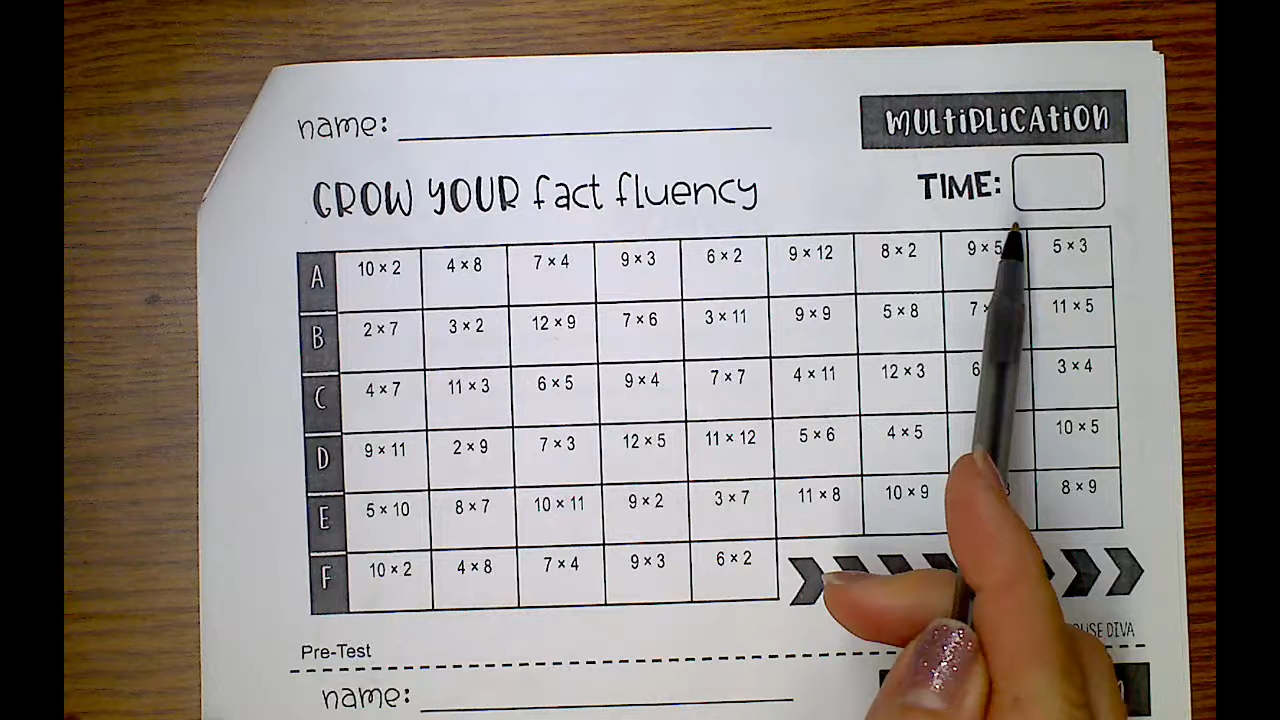 name:
MULTIPLICATION
GROW YOUR fact fluency
TIME:
A 10 × 2 4 × 8 7 × 4 9 × 3 6 × 2 9 × 12 8 × 2 9 × 5 5 × 3
B 2 × 7 3 × 2 12 × 9 7 × 6 3 × 11 9 × 9 5 × 8 7 × 11 × 5
C 4 × 7 11 × 3 6 × 5 9 × 4 7 × 7 4 × 11 12 × 3 6 3 × 4
D 9 × 11 2 × 9 7 × 3 12 × 5 11 × 12 5 × 6 4 × 5 10 × 5
E 5 × 10 8 × 7 10 × 11 9 × 2 3 × 7 11 × 8 10 × 9 8 × 9
F 10 × 2 4 × 8 7 × 4 9 × 3 6 × 2
DIVA
Pre-Test
name: